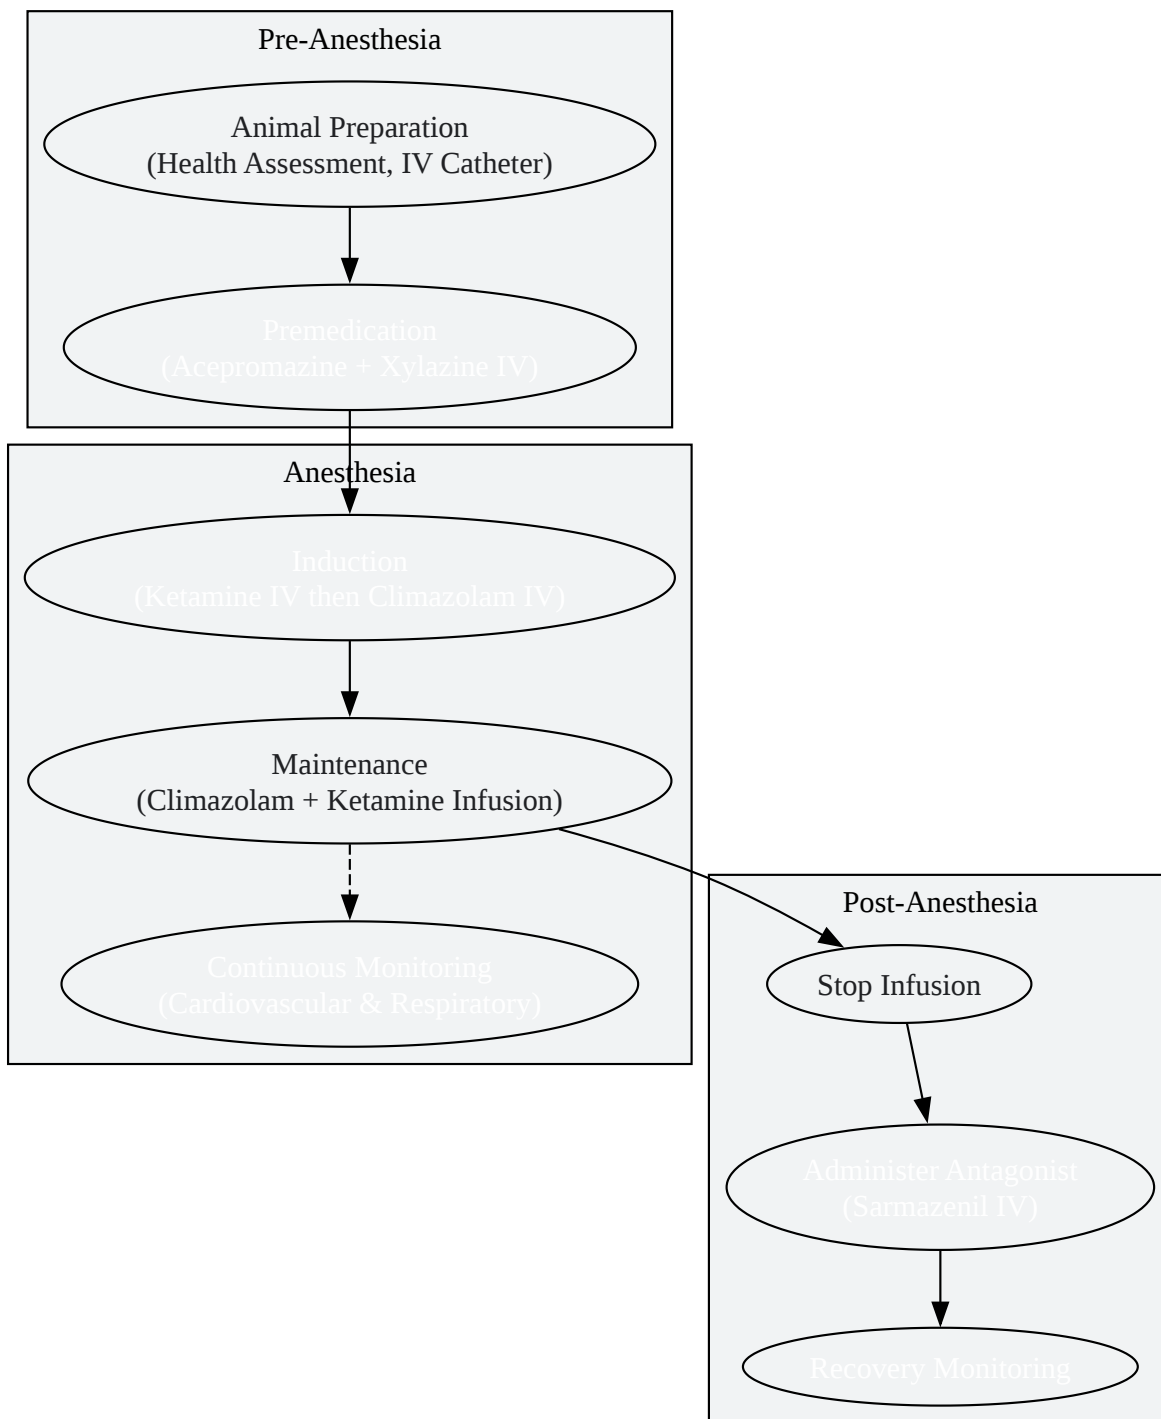 Pre-Anesthesia
Animal Preparation
(Health Assessment, IV Catheter)
Premedication
(Acepromazine + Xylazine IV)
Anesthesia
Induction
(Ketamine IV then Climazolam IV)
Maintenance
(Climazolam + Ketamine Infusion)
Continuous Monitoring
(Cardiovascular & Respiratory)
Post-Anesthesia
Stop Infusion
Administer Antagonist
(Sarmazenil IV)
Recovery Monitoring